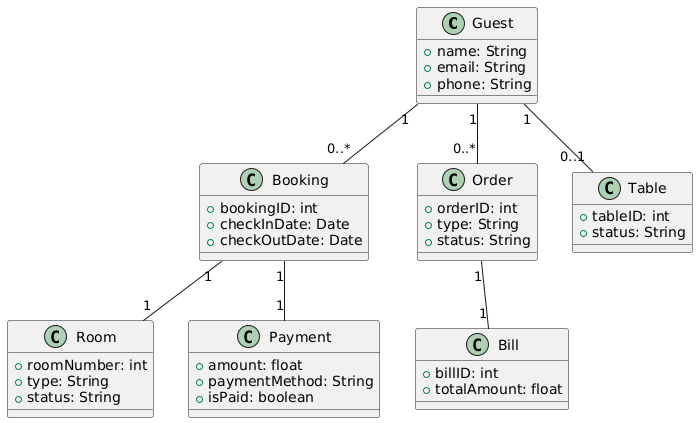 C Guest
+ name: String
+ email: String
+ phone: String
1 1 1
0..* 0..* 0..1
C Booking
+ bookingID: int
+ checkInDate: Date
+ checkOutDate: Date
C Order
+ orderID: int
+ type: String
+ status: String
C Table
+ tableID: int
+ status: String
1 1 1
1 1 1
C Room
+ roomNumber: int
+ type: String
+ status: String
C Payment
+ amount: float
+ paymentMethod: String
+ isPaid: boolean
C Bill
+ billID: int
+ totalAmount: float